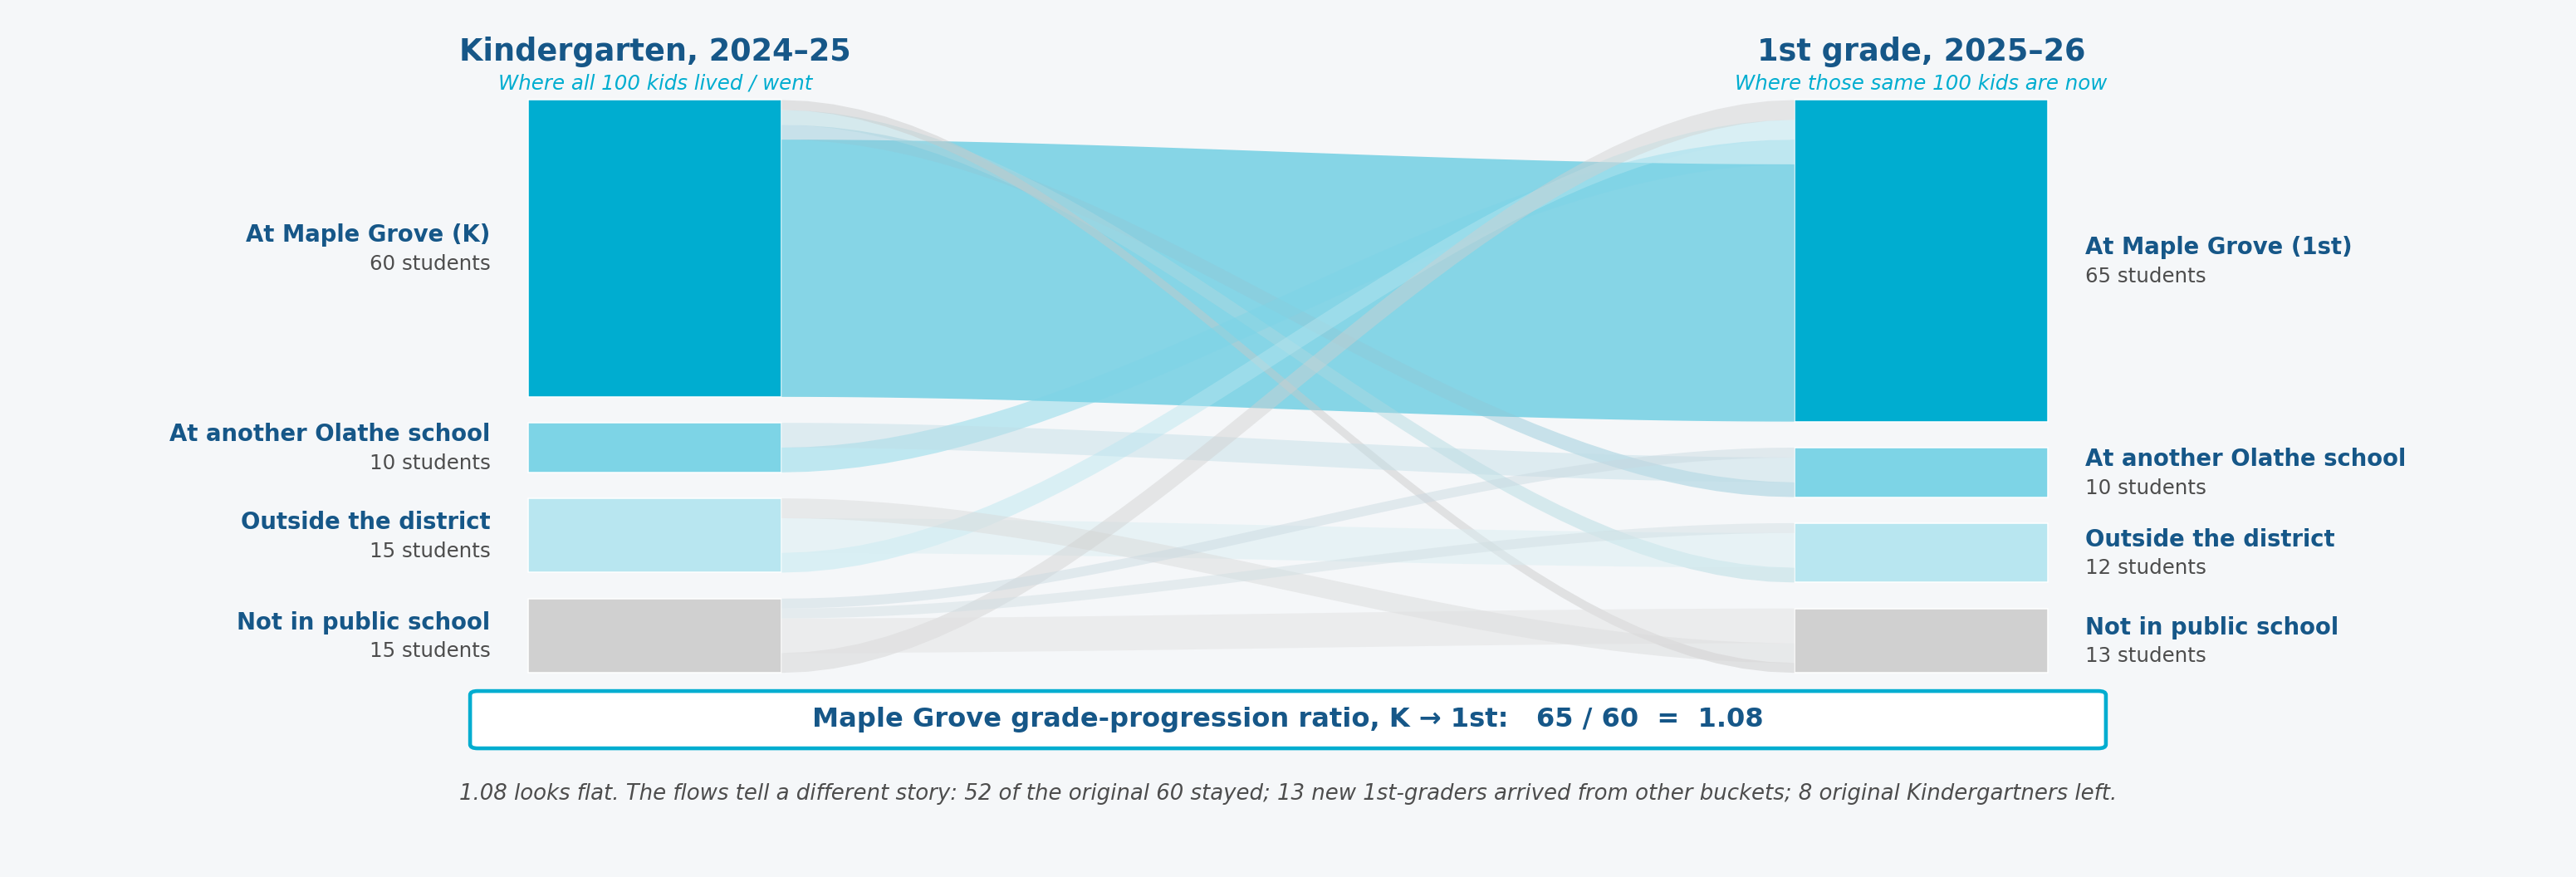 Kindergarten, 2024–25
Where all 100 kids lived / went
1st grade, 2025–26
Where those same 100 kids are now
At Maple Grove (K)
60 students
At another Olathe school
10 students
Outside the district
15 students
Not in public school
15 students
At Maple Grove (1st)
65 students
At another Olathe school
10 students
Outside the district
12 students
Not in public school
13 students
Maple Grove grade-progression ratio, K → 1st: 65 / 60 = 1.08
1.08 looks flat. The flows tell a different story: 52 of the original 60 stayed; 13 new 1st-graders arrived from other buckets; 8 original Kindergartners left.